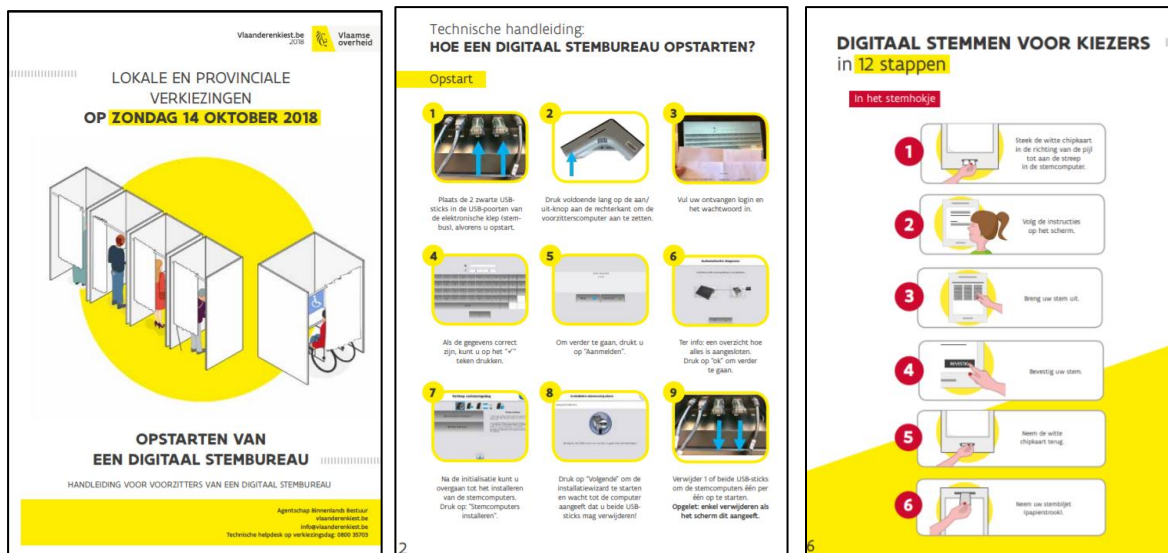 Vlaanderenkiest.be
2018
Vlaamse
overheid
LOKALE EN PROVINCIALE
VERKIEZINGEN
OP ZONDAG 14 OKTOBER 2018
OPSTARTEN VAN
EEN DIGITAAL STEMBUREAU
HANDLEIDING VOOR VOORZITTERS VAN EEN DIGITAAL STEMBUREAU
Agentschap Binnenlands Bestuur
vlaanderenkiest.be
info@vlaanderenkiest.be
Technische helpdesk op verkiezingsdag: 0800 35703
Technische handleiding:
HOE EEN DIGITAAL STEMBUREAU OPSTARTEN?
Opstart
1
Plaats de 2 zwarte USB-
sticks in de USB-poorten van
de elektronische klep (stem-
bus), alvorens u opstart.
2
Druk voldoende lang op de aan/
uit-knop aan de rechterkant om de
voorzitterscomputer aan te zetten.
3
Vul uw ontvangen login en
het wachtwoord in.
4
Als de gegevens correct
zijn, kunt u op het "✓"
teken drukken.
5
Om verder te gaan, drukt u
op "Aanmelden".
6
Ter info: een overzicht hoe
alles is aangesloten.
Druk op "ok" om verder
te gaan.
7
Na de initialisatie kunt u
overgaan tot het installeren
van de stemcomputers.
Druk op: "Stemcomputers
installeren".
8
Druk op "Volgende" om de
installatiewizard te starten
en wacht tot de computer
aangeeft dat u beide USB-
sticks mag verwijderen!
9
Verwijder 1 of beide USB-sticks
om de stemcomputers één per
één op te starten.
Opgelet: enkel verwijderen als
het scherm dit aangeeft.
2
DIGITAAL STEMMEN VOOR KIEZERS
in 12 stappen
In het stemhokje
1
Steek de witte chipkaart
in de richting van de pijl
tot aan de streep
in de stemcomputer.
2
Volg de instructies
op het scherm.
3
Breng uw stem uit.
4
BEVESTIG
Bevestig uw stem.
5
Neem de witte
chipkaart terug.
6
Neem uw stembiljet
(papierstrook).
6